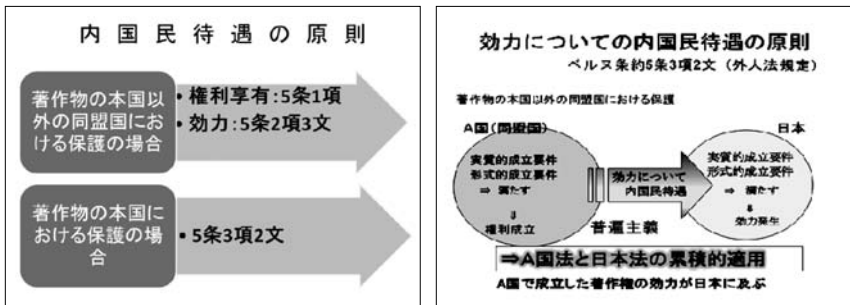 内国民待遇の原則
著作物の本国以
外の同盟国にお
ける保護の場合
• 権利享有:5条1項
• 効力:5条2項3文
著作物の本国に
おける保護の場
合
• 5条3項2文
効力についての内国民待遇の原則
ベルヌ条約5条3項2文(外人法規定)
著作物の本国以外の同盟国における保護
A国(同盟国)
実質的成立要件
形式的成立要件
⇒ 満たす
⇓
権利成立
効力について
内国民待遇
普遍主義
日本
実質的成立要件
形式的成立要件
⇒ 満たす
⇓
効力発生
⇒A国法と日本法の累積的適用
A国で成立した著作権の効力が日本に及ぶ